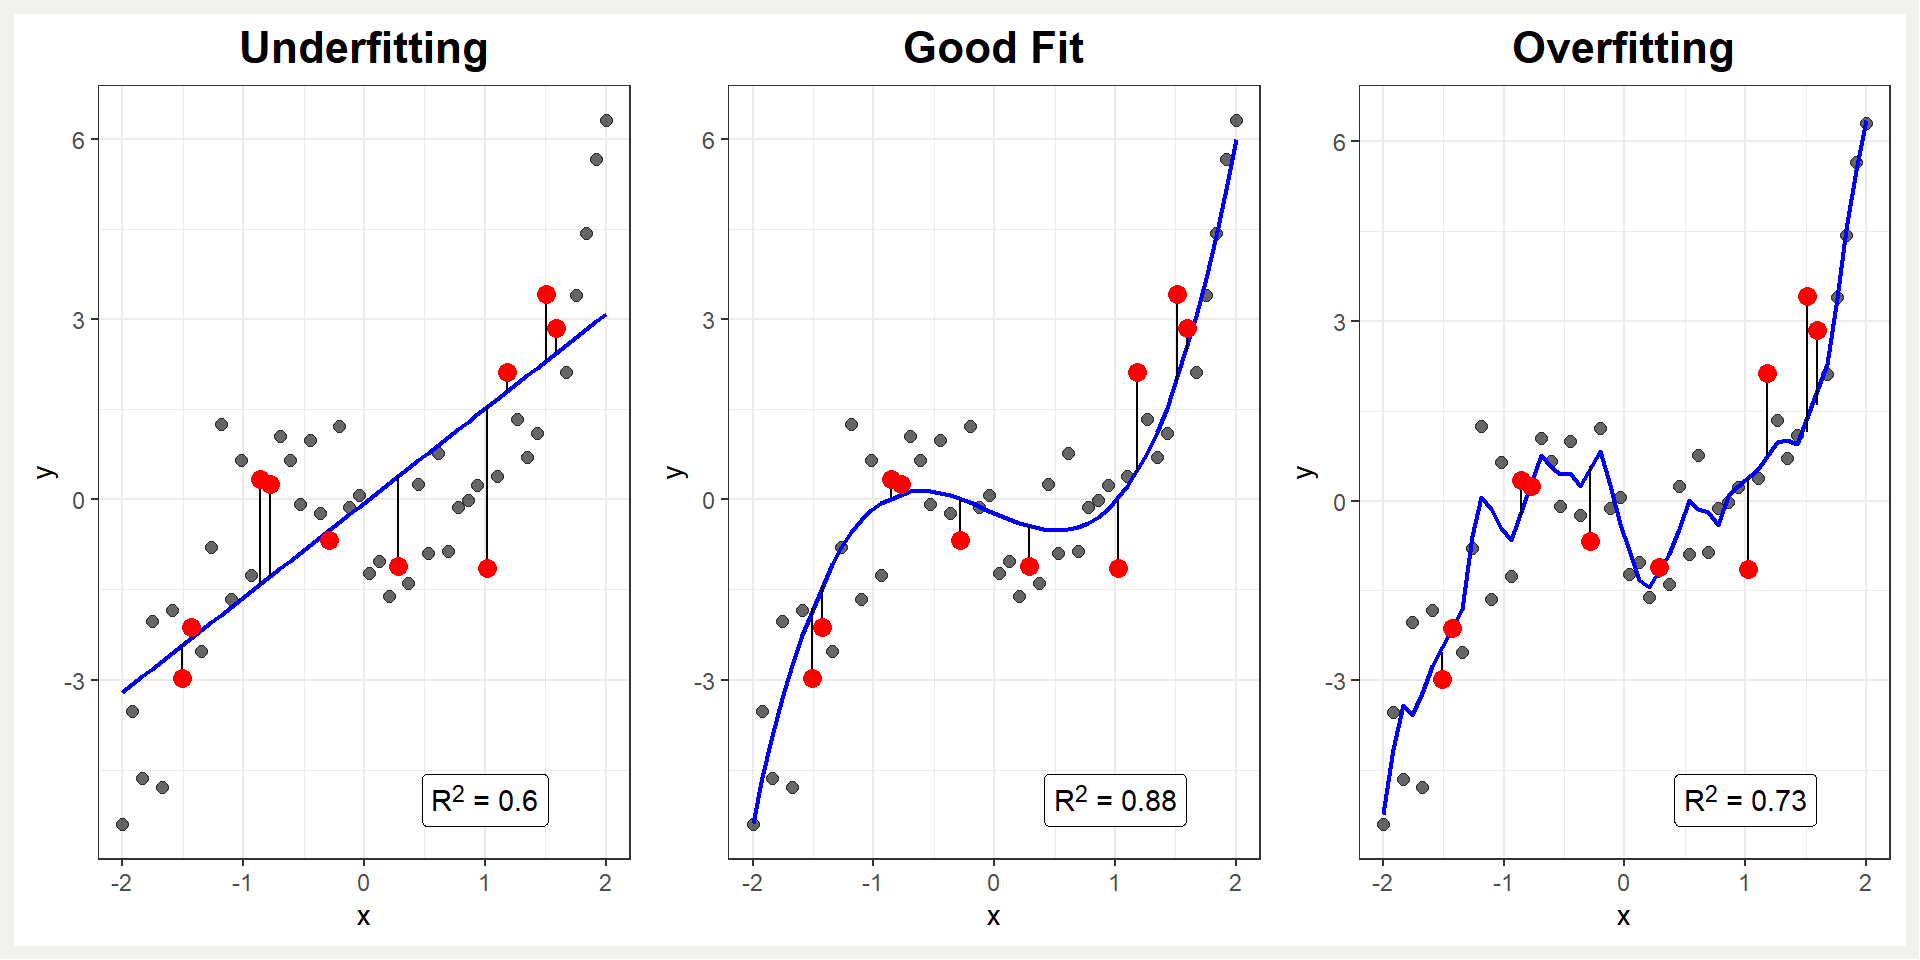 Underfitting
Good Fit
Overfitting
6
3
0
-3
y
-2
-1
0
1
2
x
R² = 0.6
6
3
0
-3
y
-2
-1
0
1
2
x
R² = 0.88
6
3
0
-3
y
-2
-1
0
1
2
x
R² = 0.73